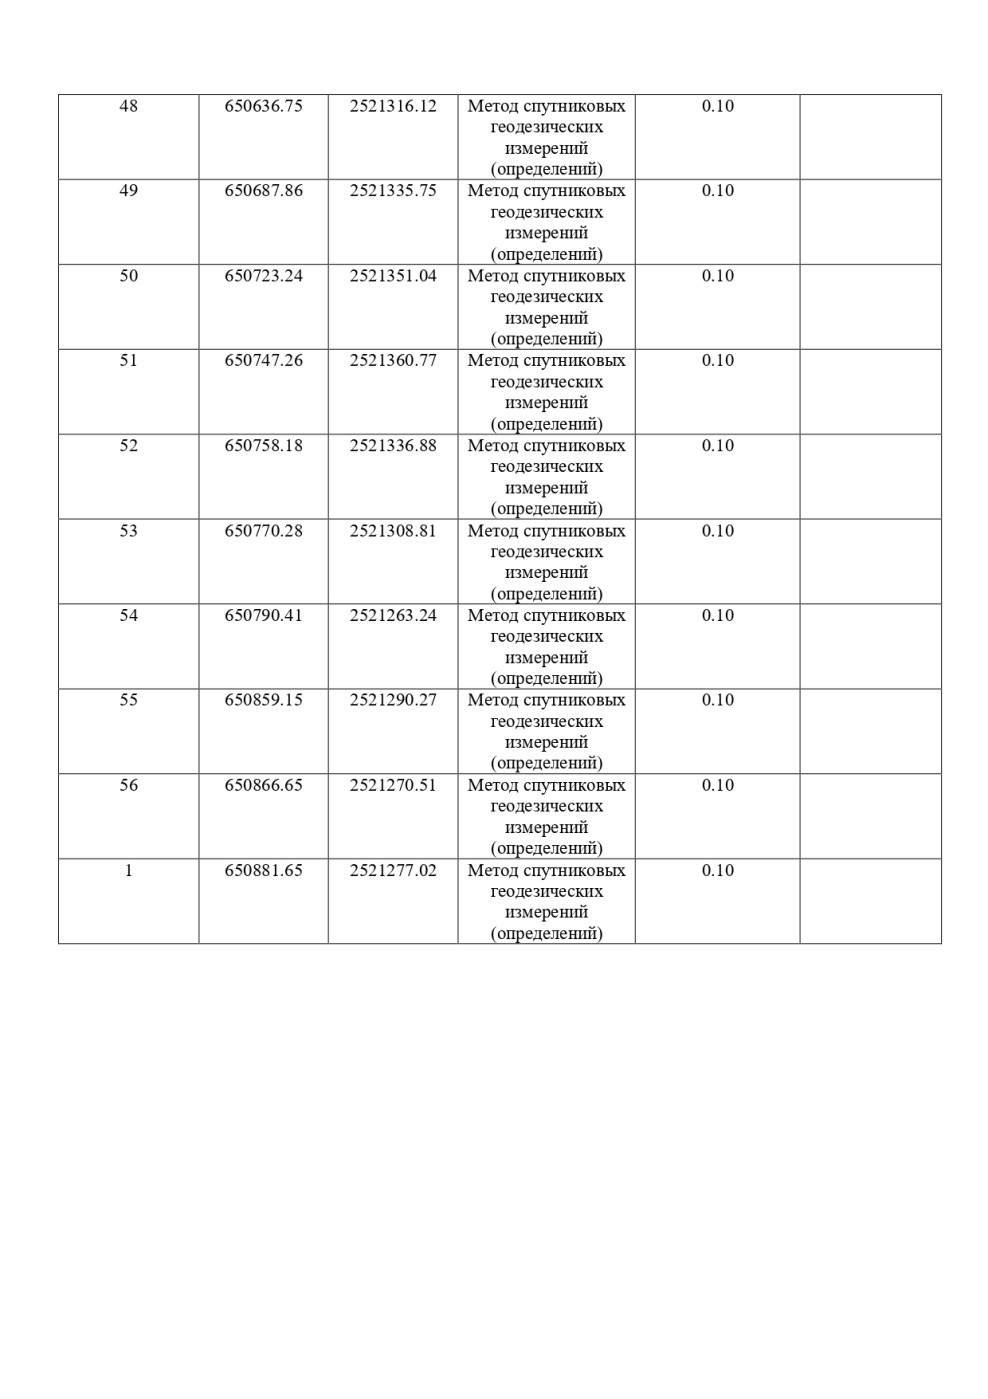 48 650636.75 2521316.12 Метод спутниковых 0.10
геодезических
измерений
(определений)
49 650687.86 2521335.75 Метод спутниковых 0.10
геодезических
измерений
(определений)
50 650723.24 2521351.04 Метод спутниковых 0.10
геодезических
измерений
(определений)
51 650747.26 2521360.77 Метод спутниковых 0.10
геодезических
измерений
(определений)
52 650758.18 2521336.88 Метод спутниковых 0.10
геодезических
измерений
(определений)
53 650770.28 2521308.81 Метод спутниковых 0.10
геодезических
измерений
(определений)
54 650790.41 2521263.24 Метод спутниковых 0.10
геодезических
измерений
(определений)
55 650859.15 2521290.27 Метод спутниковых 0.10
геодезических
измерений
(определений)
56 650866.65 2521270.51 Метод спутниковых 0.10
геодезических
измерений
(определений)
1 650881.65 2521277.02 Метод спутниковых 0.10
геодезических
измерений
(определений)